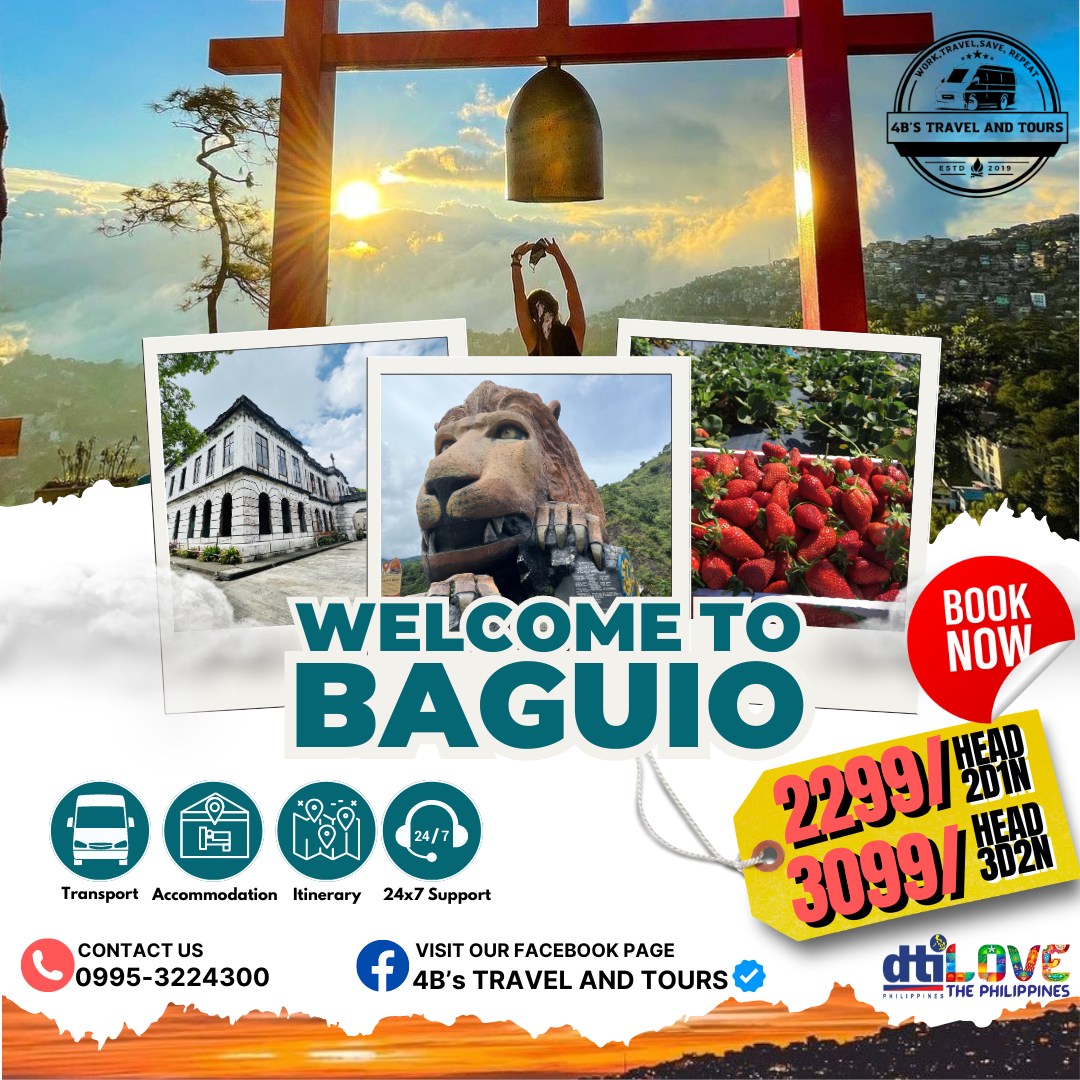 WORK,TRAVEL,SAVE, REPEAT
4B'S TRAVEL AND TOURS
ESTD 2019
WELCOME TO
BAGUIO
BOOK
NOW
2299/HEAD
2D1N
3099/HEAD
3D2N
24/7
Transport
Accommodation
Itinerary
24x7 Support
CONTACT US
0995-3224300
VISIT OUR FACEBOOK PAGE
4B's TRAVEL AND TOURS
dti
PHILIPPINES
LOVE
THE PHILIPPINES